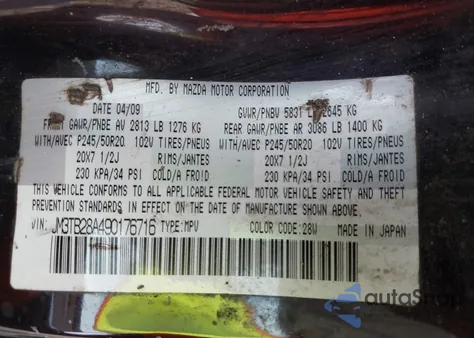 MFD. BY MAZDA MOTOR CORPORATION
DATE 04/09 GVWR/PNBV 5831 2645 KG
GAWR/PNBE AV 2813 LB 1276 KG REAR GAWR/PNBE AR 3086 LB 1400 KG
WITH/AVEC P245/50R20 102V TIRES/PNEUS WITH/AVEC P245/50R20 102V TIRES/PNEUS
20X7 1/2J RIMS/JANTES 20X7 1/2J RIMS/JANTES
230 KPA/34 PSI COLD/A FROID 230 KPA/34 PSI COLD/A FROID
THIS VEHICLE CONFORMS TO ALL APPLICABLE FEDERAL MOTOR VEHICLE SAFETY AND THEFT
PREVENTION STANDARDS IN EFFECT ON THE DATE OF MANUFACTURE SHOWN ABOVE.
VIN: JM3TB28A490176716 TYPE:MPV COLOR CODE:28W MADE IN JAPAN
autoSnap